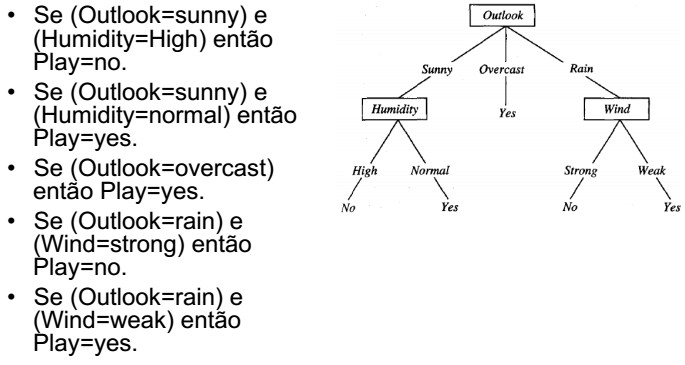 • Se (Outlook=sunny) e
(Humidity=High) então
Play=no.
• Se (Outlook=sunny) e
(Humidity=normal) então
Play=yes.
• Se (Outlook=overcast)
então Play=yes.
• Se (Outlook=rain) e
(Wind=strong) então
Play=no.
• Se (Outlook=rain) e
(Wind=weak) então
Play=yes.
Outlook
Sunny Overcast Rain
Humidity Yes Wind
High Normal Strong Weak
No Yes No Yes